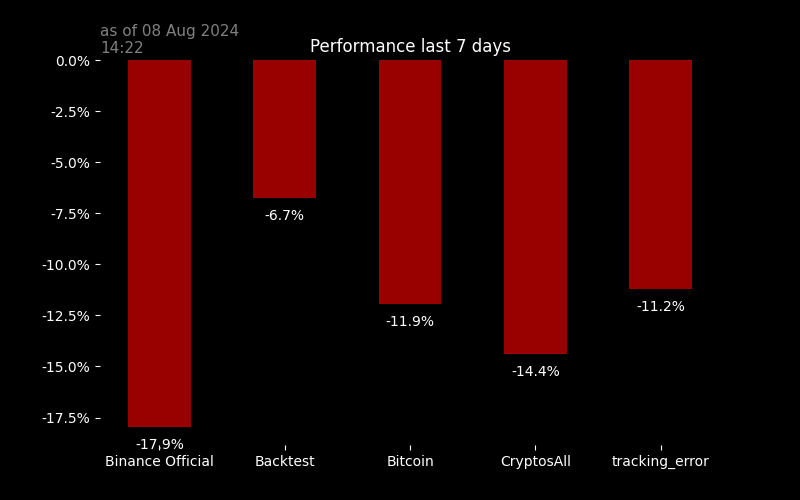 as of 08 Aug 2024
14:22
Performance last 7 days
0.0%
-2.5%
-5.0%
-7.5%
-10.0%
-12.5%
-15.0%
-17.5%
-17.9%
-6.7%
-11.9%
-14.4%
-11.2%
Binance Official
Backtest
Bitcoin
CryptosAll
tracking_error